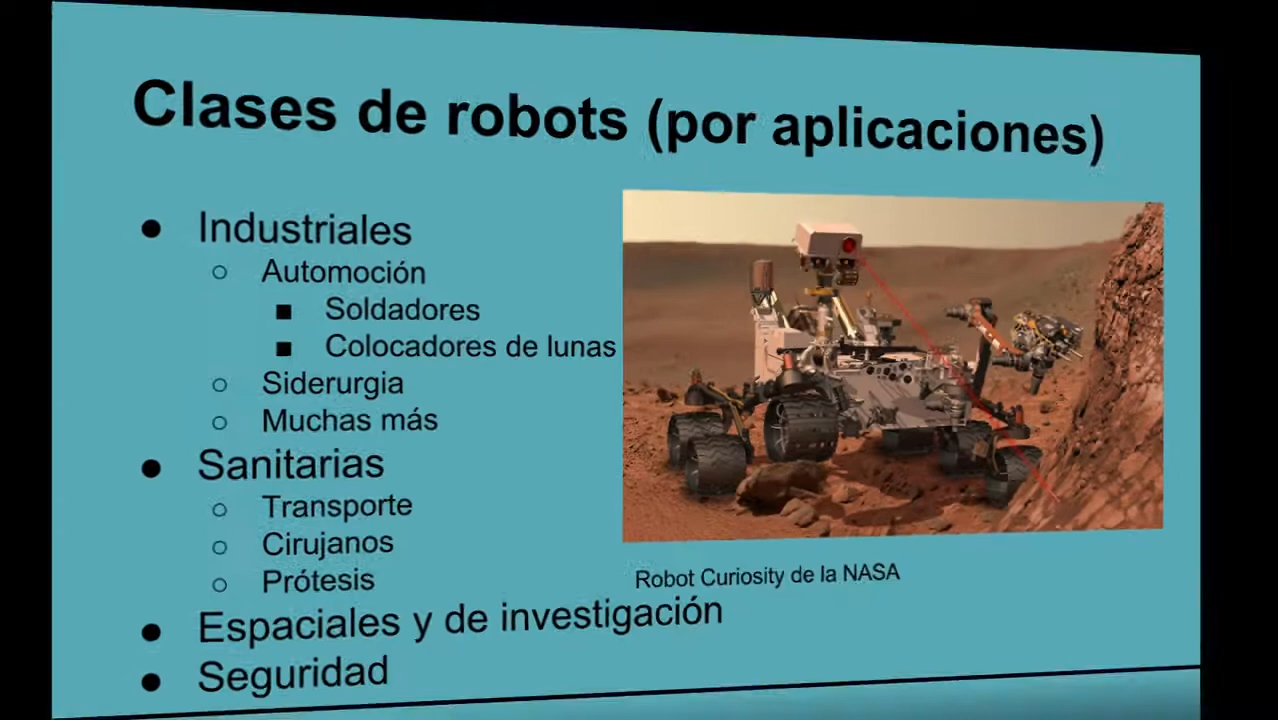 Clases de robots (por aplicaciones)
Industriales
Automoción
Soldadores
Colocadores de lunas
Siderurgia
Muchas más
Sanitarias
Transporte
Cirujanos
Prótesis
Robot Curiosity de la NASA
Espaciales y de investigación
Seguridad